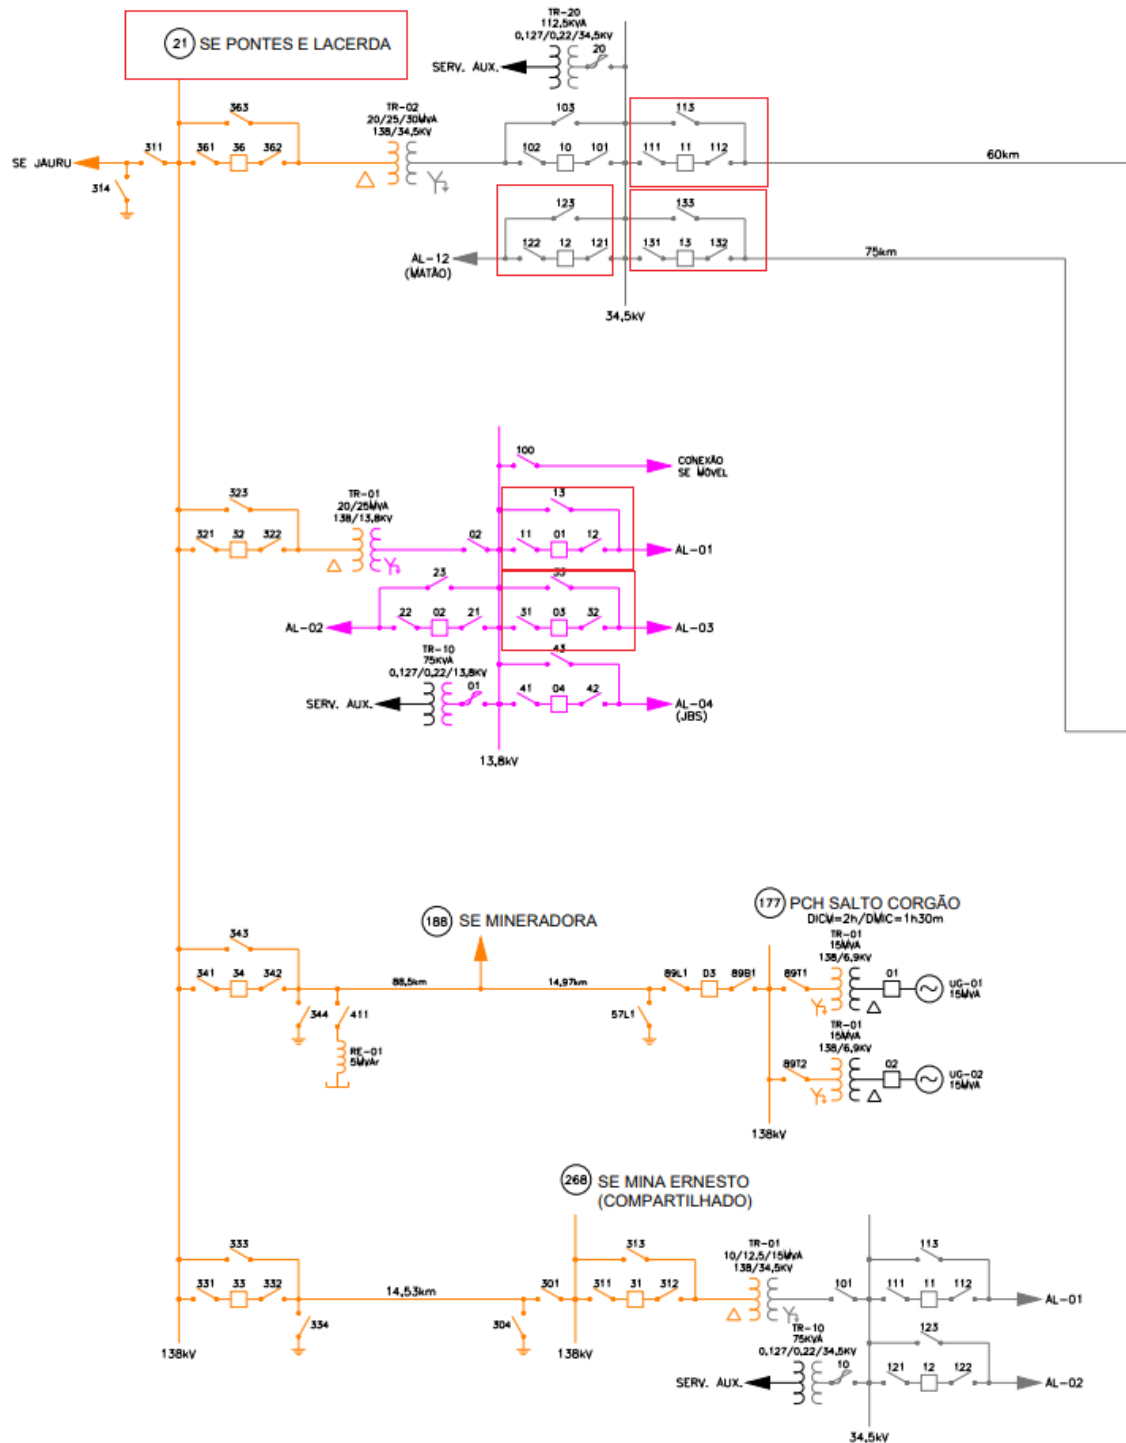 TR-20
112,5KVA
0,127/0,22/34,5KV
20
SERV. AUX.
21 SE PONTES E LACERDA
363
TR-02
20/25/30MVA
138/34,5KV
103
113
SE JAURU
311
361
36
362
102
10
101
111
11
112
60km
314
123
133
122
12
121
131
13
132
75km
AL-12
(MATÃO)
34,5kV
100
CONEXÃO
SE MÓVEL
323
TR-01
20/25MVA
138/13,8KV
13
321
32
322
02
11
01
12
AL-01
23
33
22
02
21
31
03
32
AL-02
AL-03
TR-10
75KVA
0,127/0,22/13,8KV
01
43
SERV. AUX.
41
04
42
AL-04
(JBS)
13,8kV
177 PCH SALTO CORGÃO
DICM=2h/DMIC=1h30m
188 SE MINERADORA
343
TR-01
15MVA
138/6,9KV
341
34
342
88,5km
14,97km
89L1
D3
89B1
89T1
01
UG-01
15MVA
344
411
57L1
RE-01
5MVAr
TR-01
15MVA
138/6,9KV
89T2
02
UG-02
15MVA
138kV
268 SE MINA ERNESTO
(COMPARTILHADO)
333
313
TR-01
10/12,5/15MVA
138/34,5KV
113
331
33
332
14,53km
301
311
31
312
101
111
11
112
AL-01
334
304
TR-10
75KVA
0,127/0,22/34,5KV
123
138kV
138kV
10
SERV. AUX.
121
12
122
AL-02
34,5kV